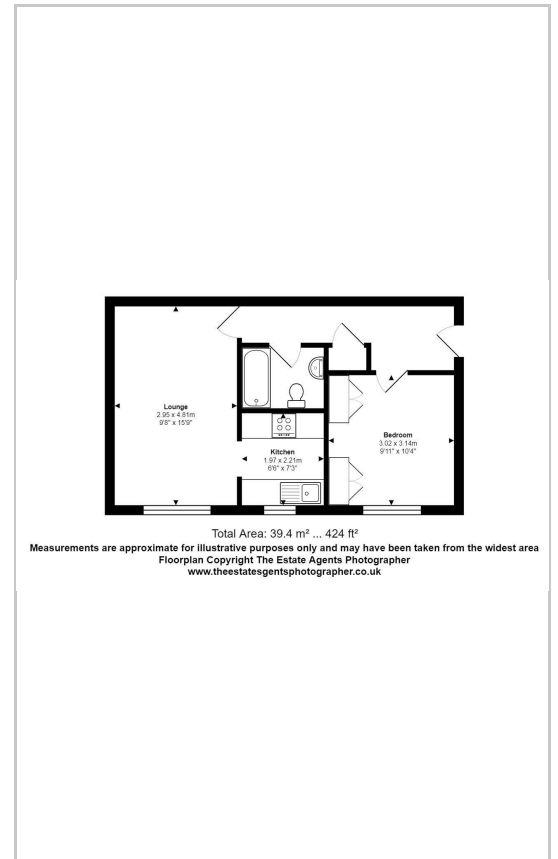 Lounge
2.95 x 4.81m
9'8" x 15'9"
Kitchen
1.97 x 2.21m
6'6" x 7'3"
Bedroom
3.02 x 3.14m
9'11" x 10'4"
Total Area: 39.4 m² ... 424 ft²
Measurements are approximate for illustrative purposes only and may have been taken from the widest area
Floorplan Copyright The Estate Agents Photographer
www.theestatesgentsphotographer.co.uk